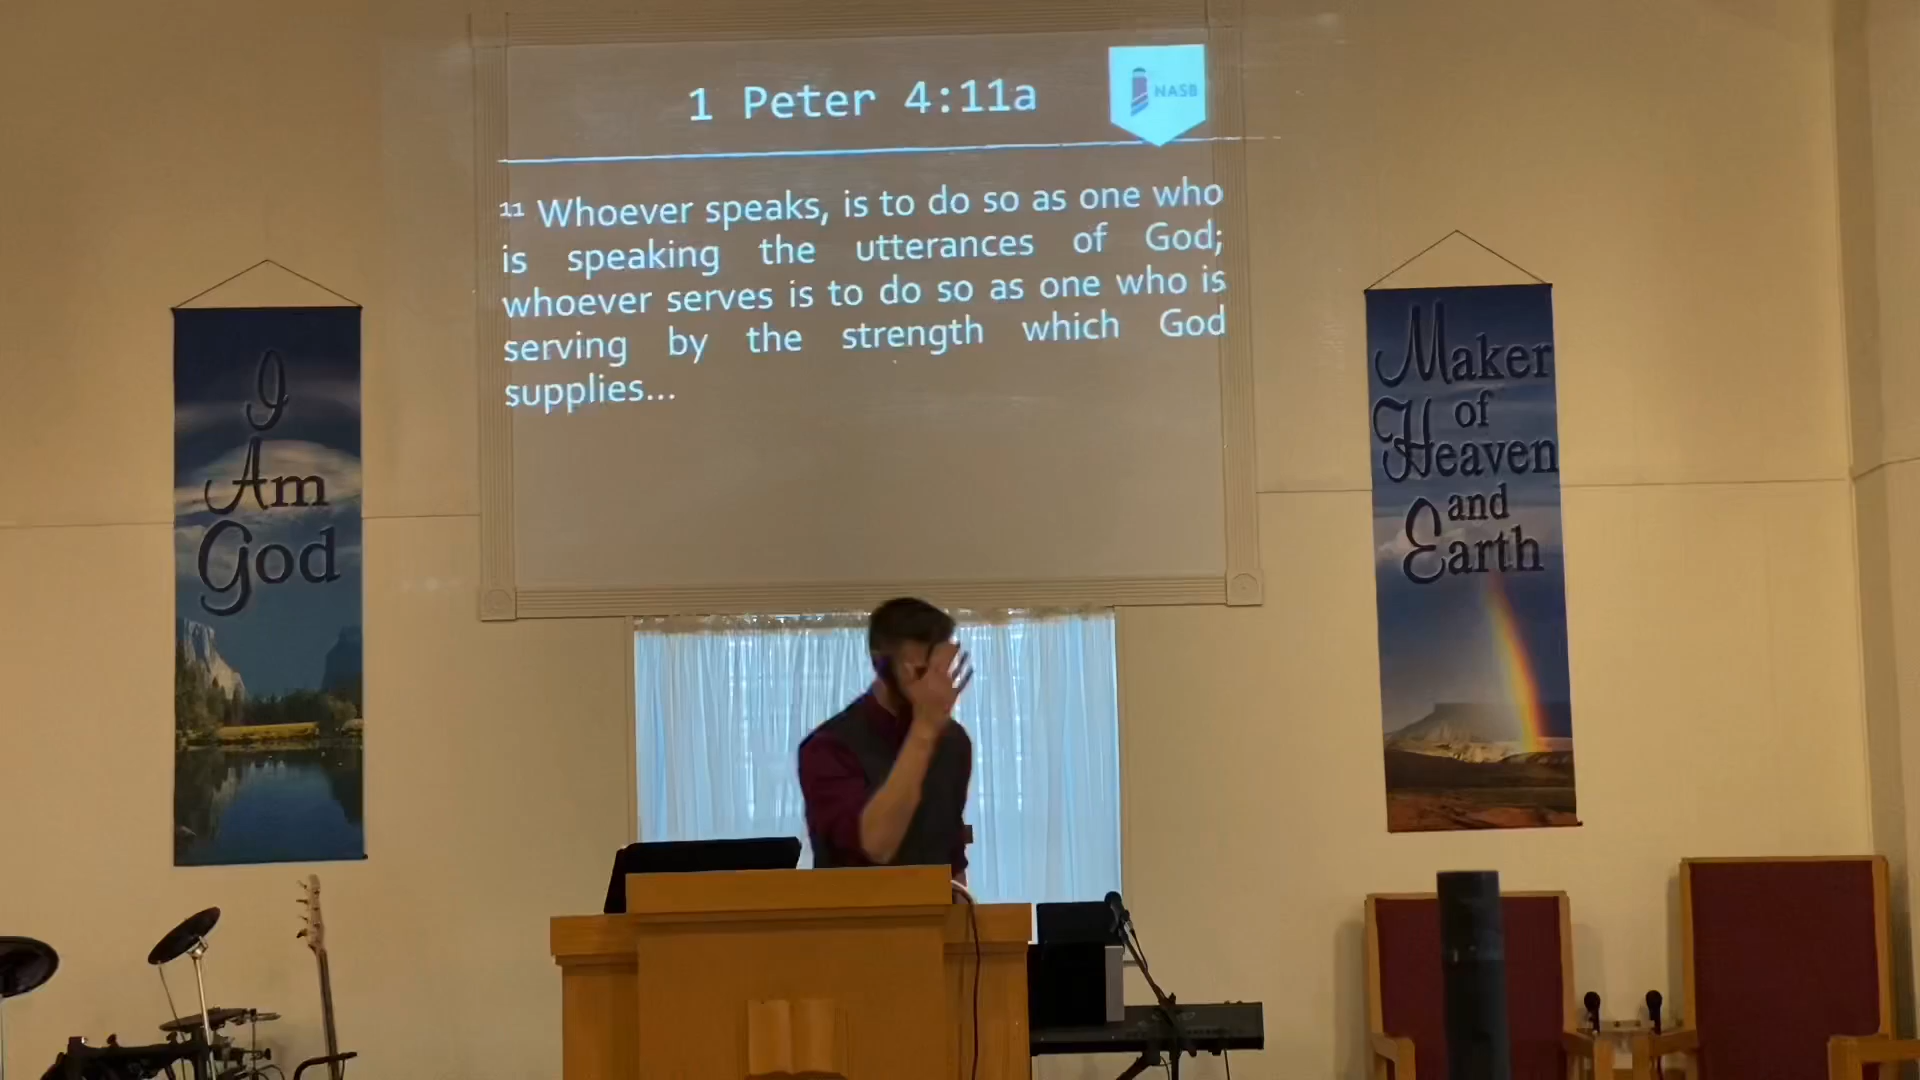 1 Peter 4:11a
NASB
11 Whoever speaks, is to do so as one who
is speaking the utterances of God;
whoever serves is to do so as one who is
serving by the strength which God
supplies...
I
Am
God
Maker
of
Heaven
and
Earth